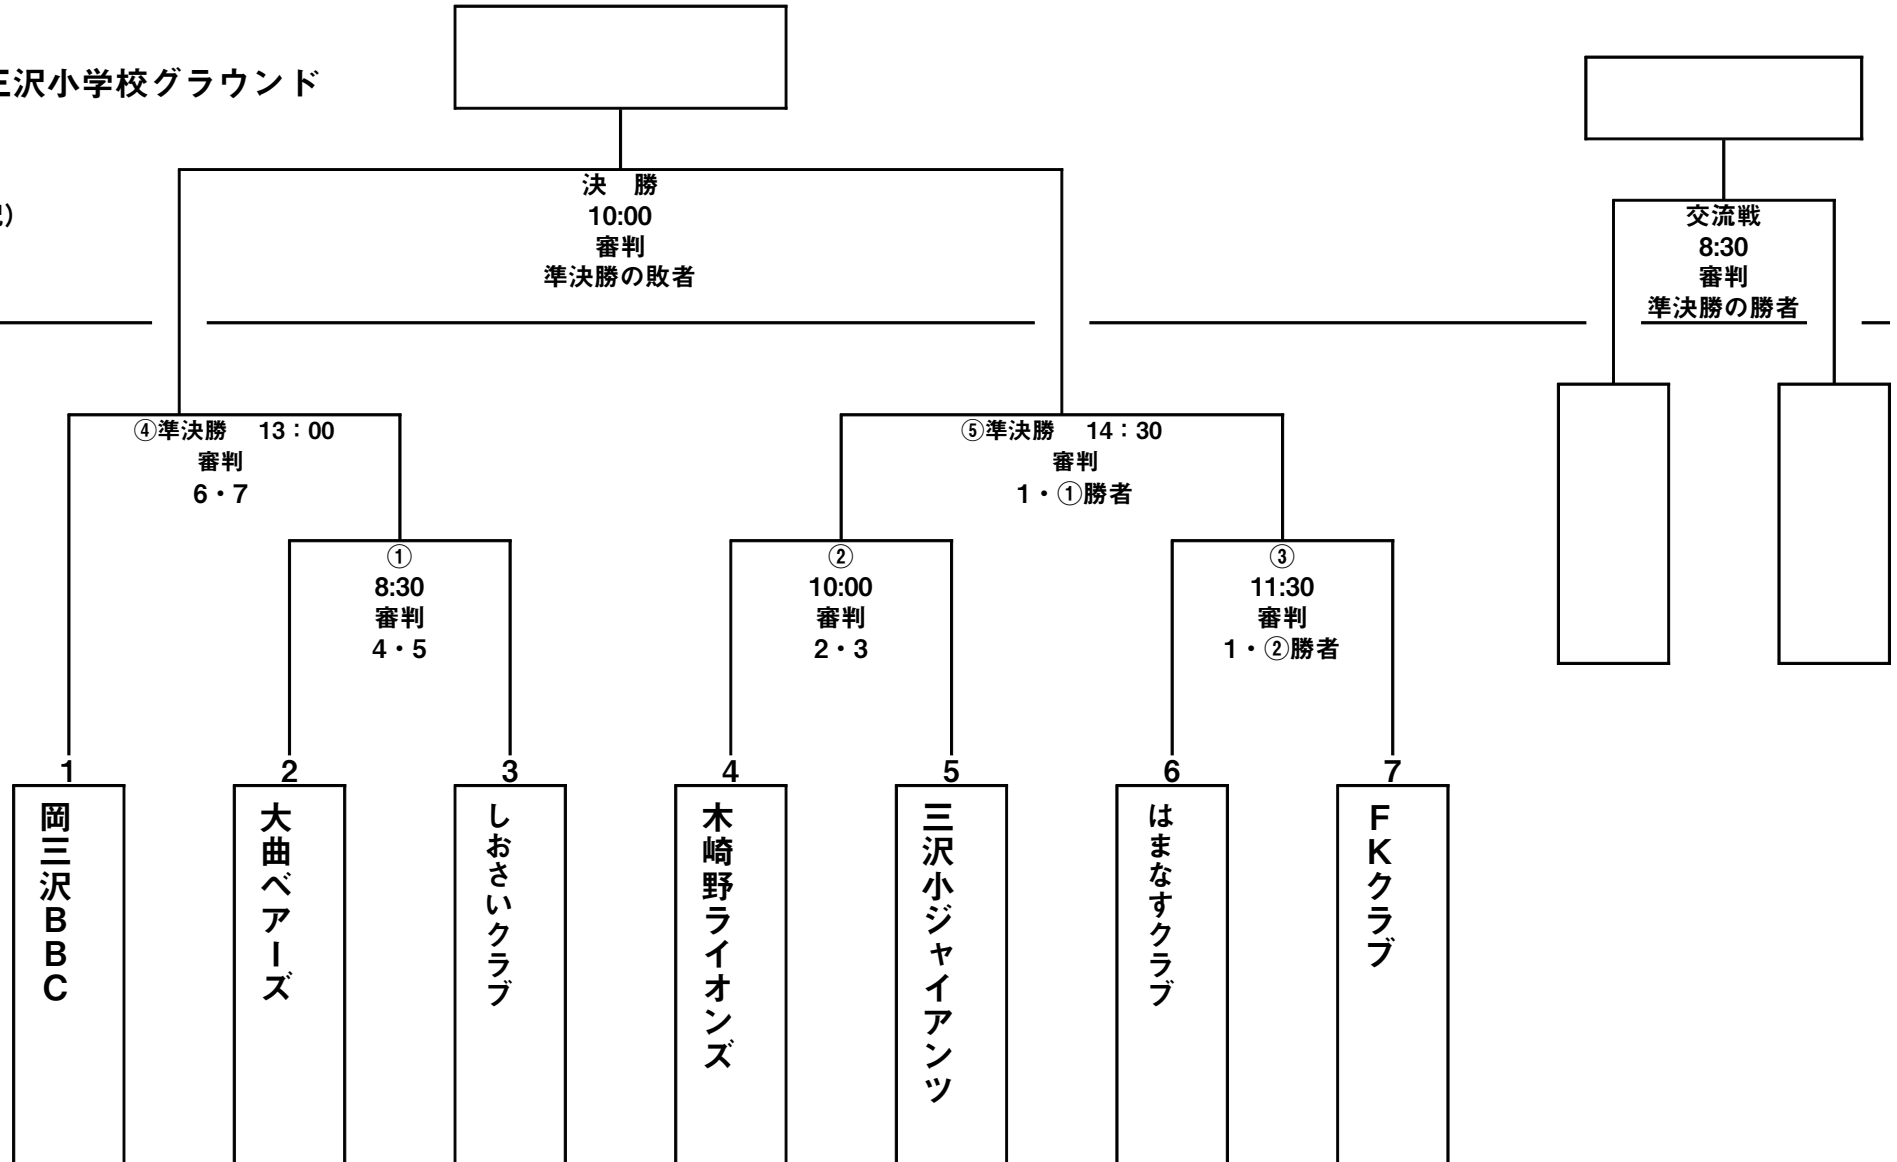 三沢小学校グラウンド
決　勝
10:00
審判
準決勝の敗者
交流戦
8:30
審判
準決勝の勝者
④準決勝　13：00
審判
6・7
⑤準決勝　14：30
審判
1・①勝者
①
8:30
審判
4・5
②
10:00
審判
2・3
③
11:30
審判
1・②勝者
1
2
3
4
5
6
7
岡三沢BBC
大曲ベアーズ
しおさいクラブ
木崎野ライオンズ
三沢小ジャイアンツ
はまなすクラブ
FKクラブ